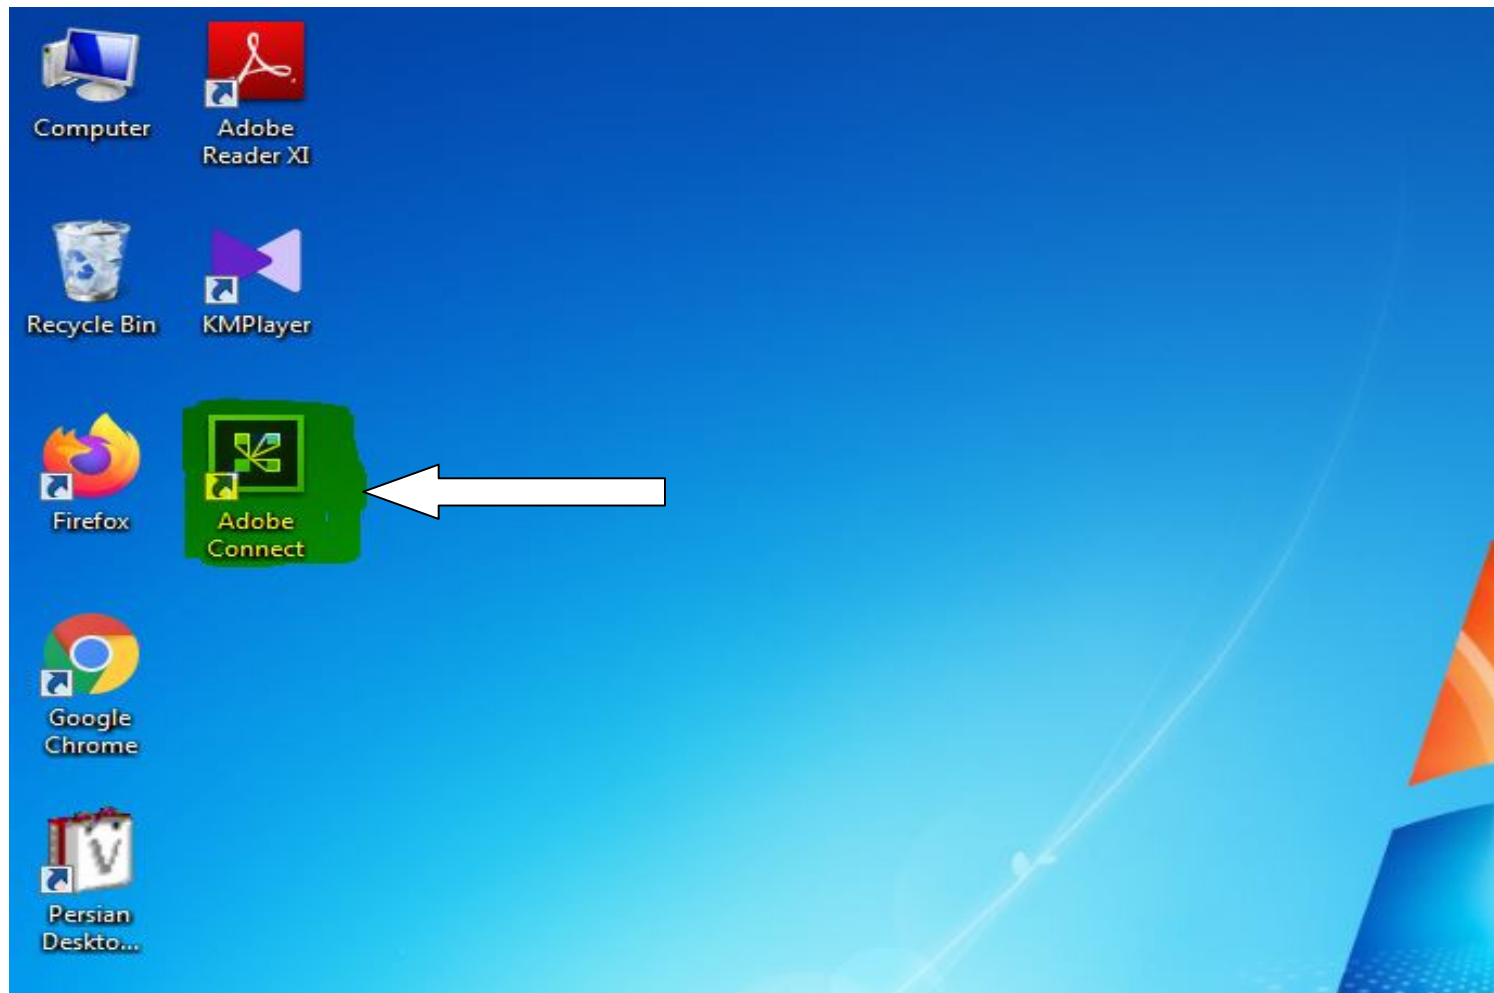 Computer
Adobe
Reader XI
Recycle Bin
KMPlayer
Firefox
Adobe
Connect
Google
Chrome
Persian
Deskto...